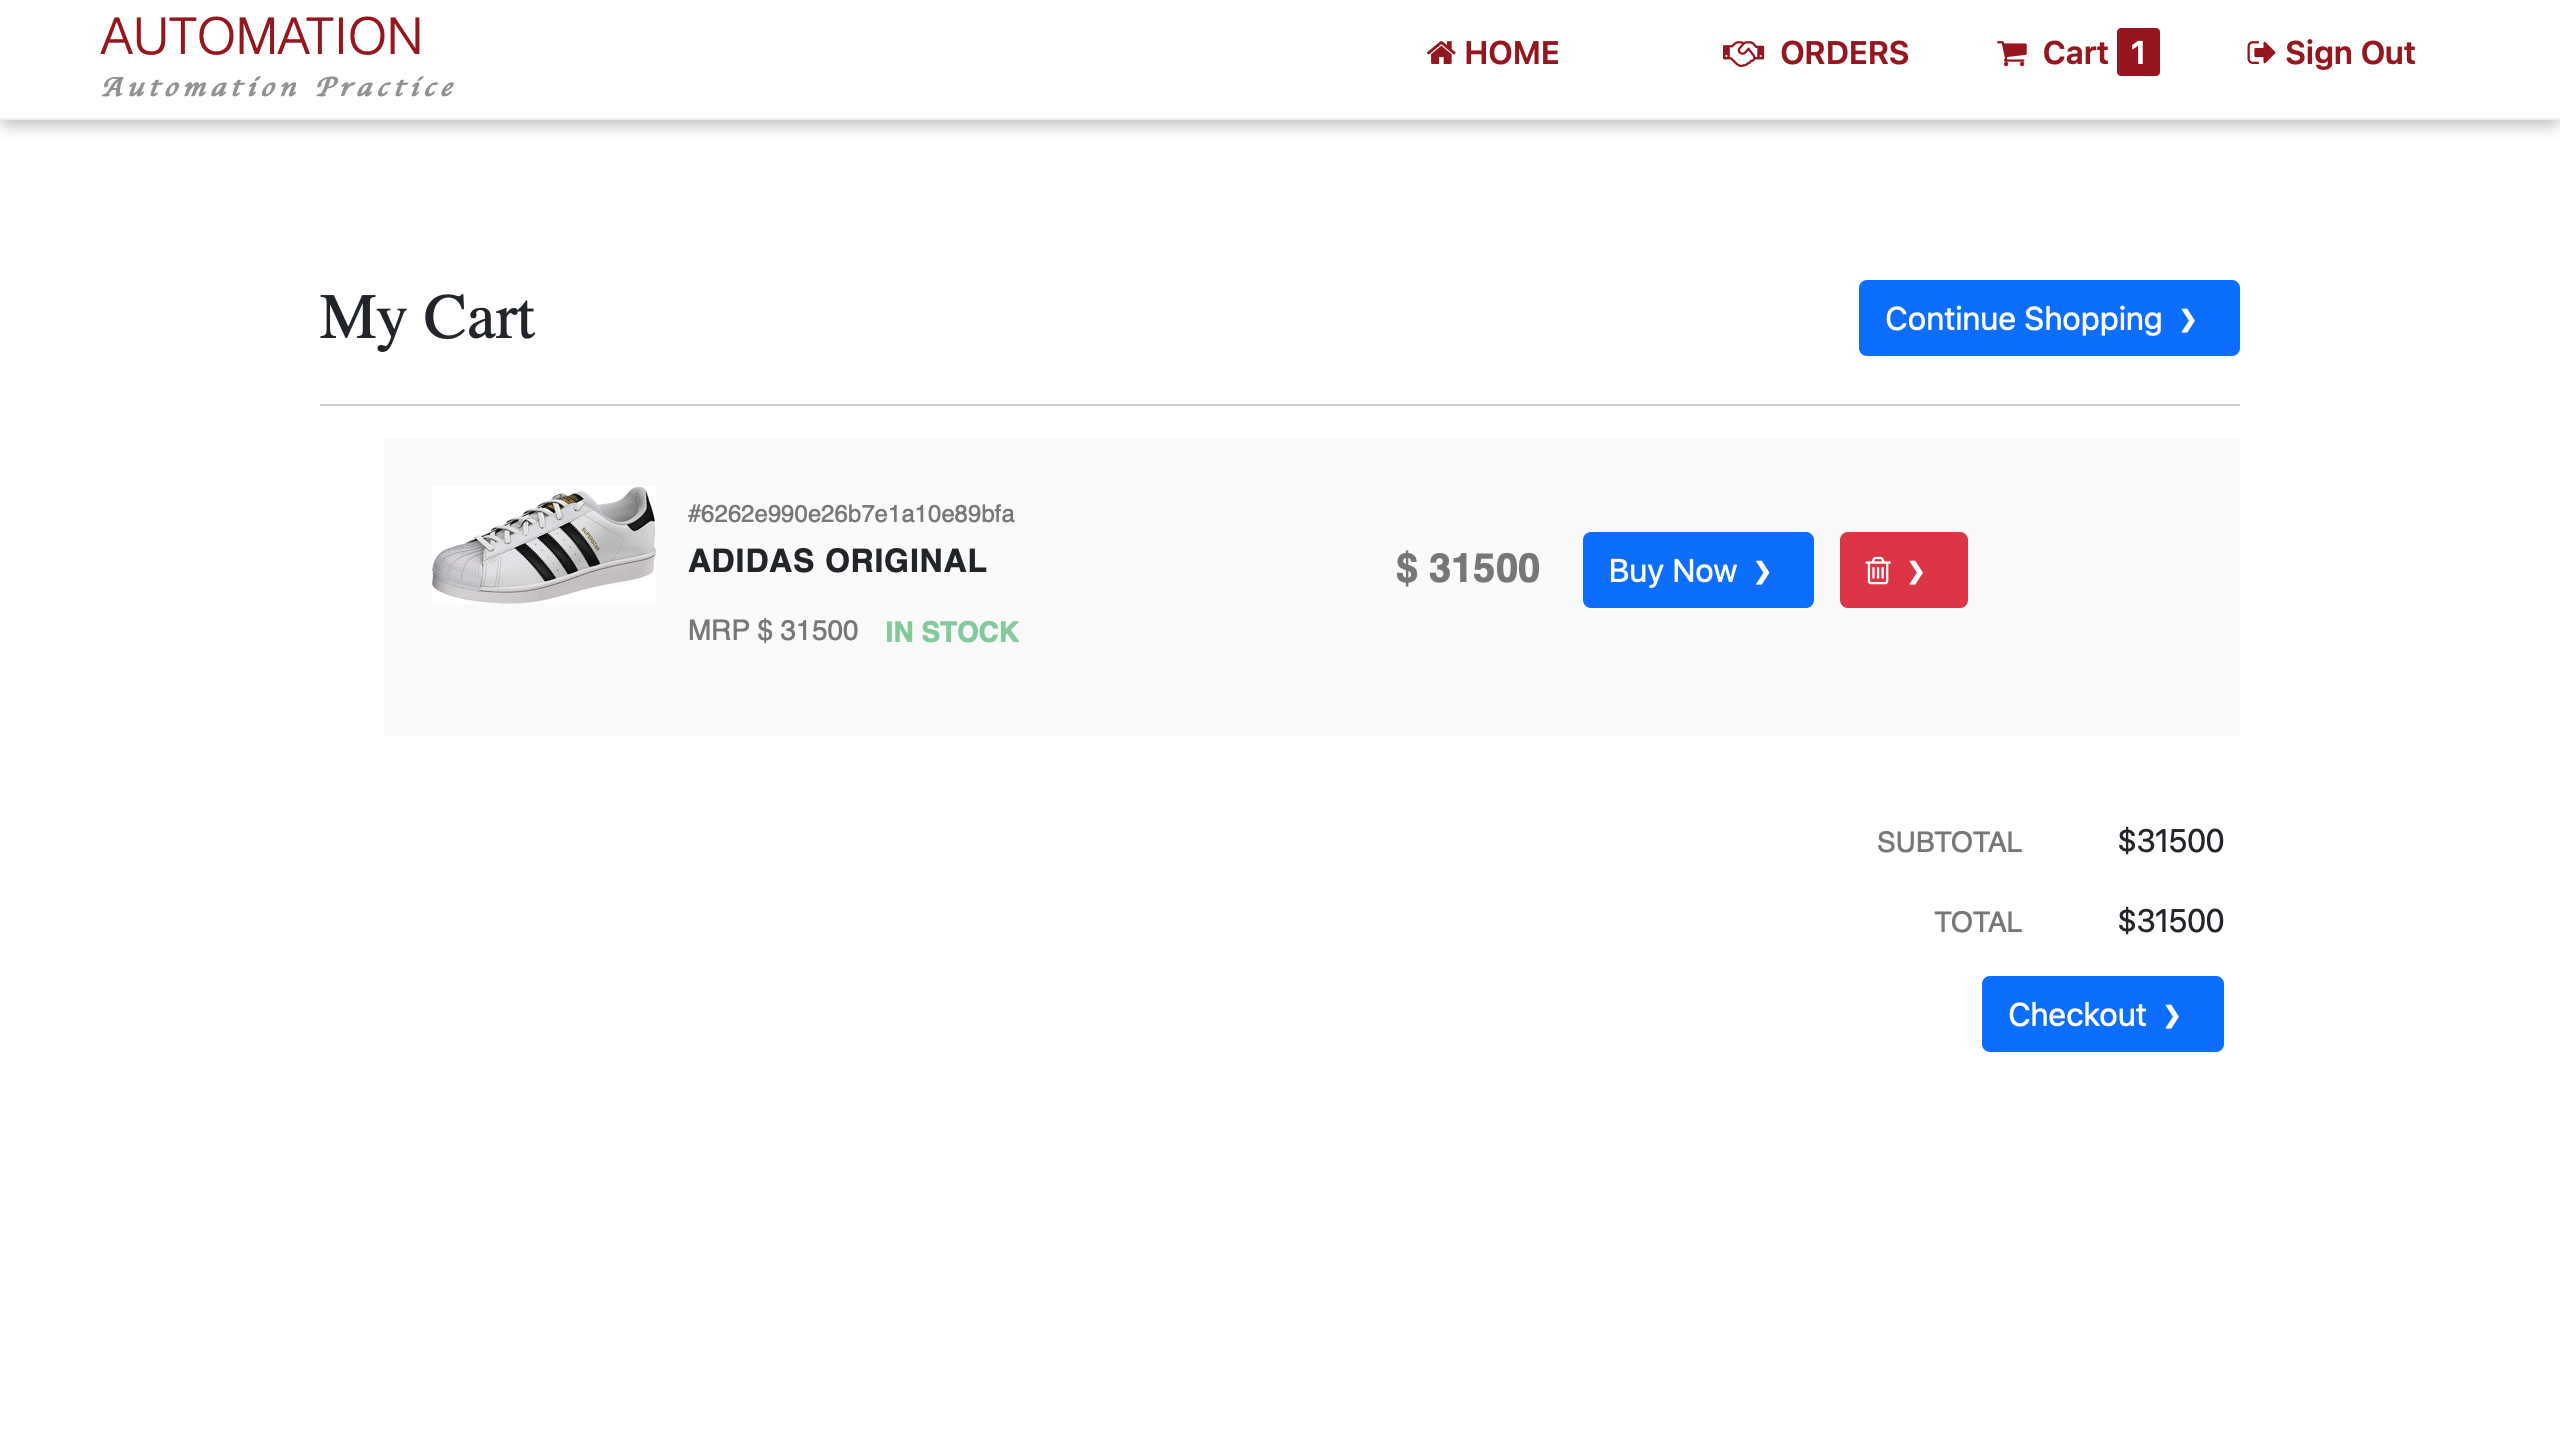 AUTOMATION
Automation Practice
HOME
ORDERS
Cart 1
Sign Out
My Cart
Continue Shopping ❯
#6262e990e26b7e1a10e89bfa
ADIDAS ORIGINAL
MRP $ 31500 IN STOCK
$ 31500
Buy Now ❯
❯
SUBTOTAL $31500
TOTAL $31500
Checkout ❯